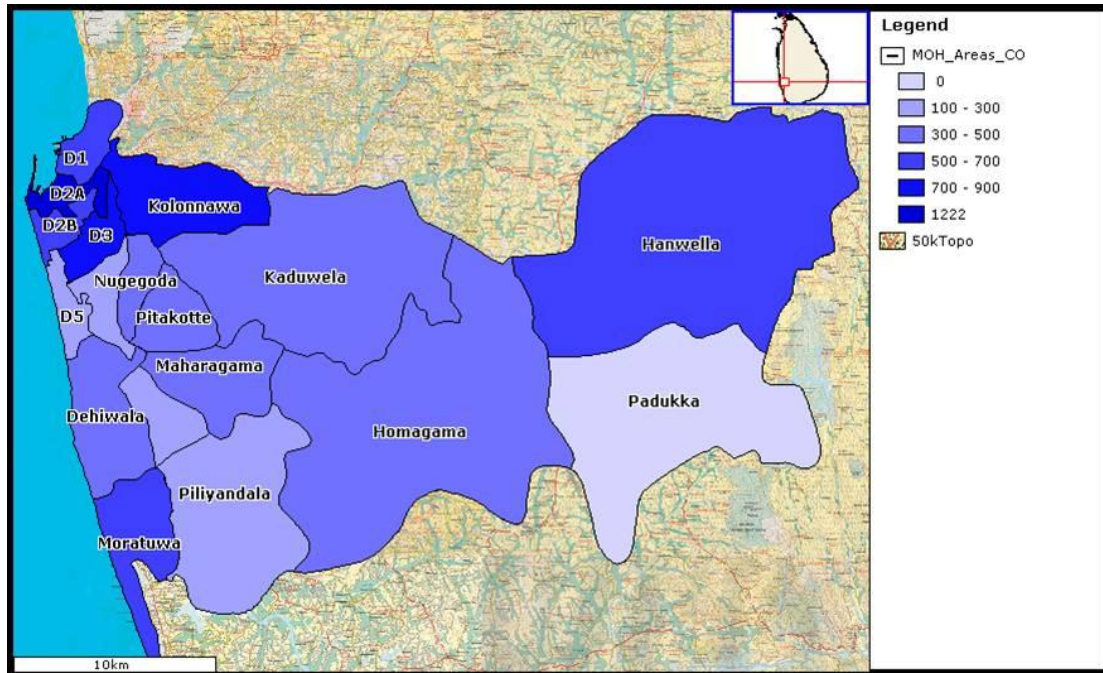 Legend
MOH_Areas_CO
0
100 - 300
300 - 500
500 - 700
700 - 900
1222
50kTopo
D1
D2A
Kolonnawa
D2B
D3
Hanwella
Nugegoda
Kaduwela
D5
Pitakotte
Maharagama
Padukka
Dehiwala
Homagama
Piliyandala
Moratuwa
10km